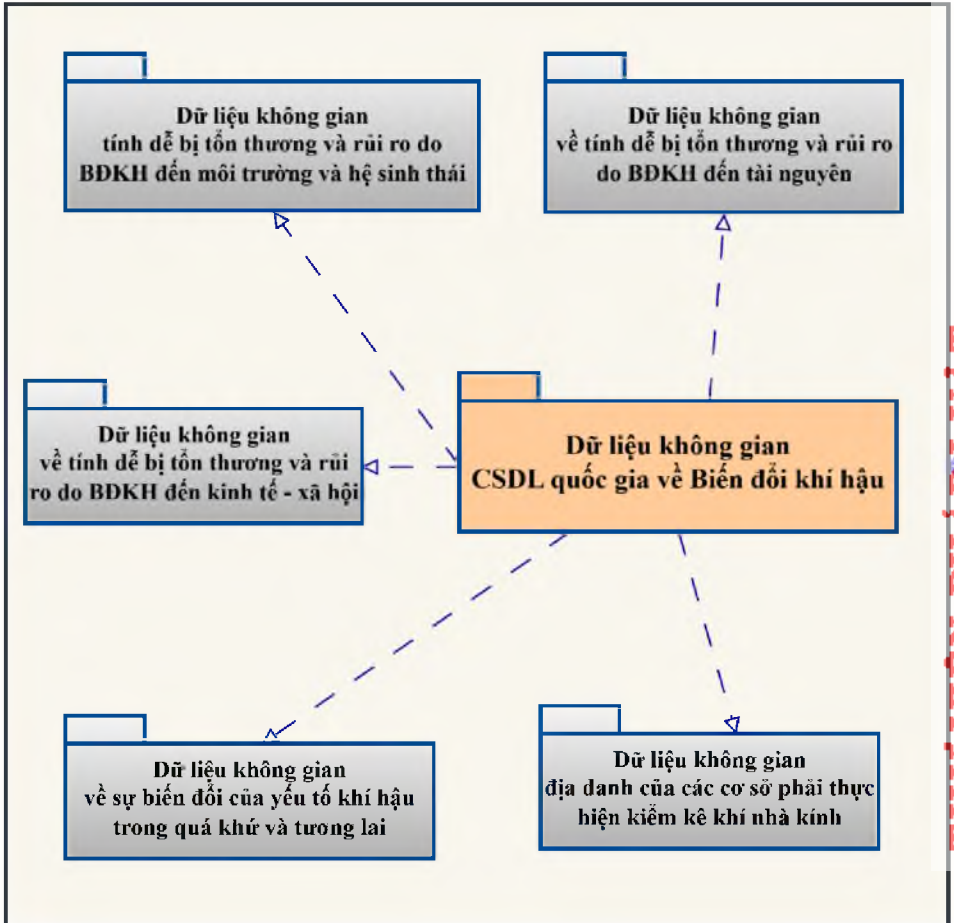 Dữ liệu không gian
tính dễ bị tổn thương và rủi ro do
BĐKH đến môi trường và hệ sinh thái
Dữ liệu không gian
về tính dễ bị tổn thương và rủi ro
do BĐKH đến tài nguyên
Dữ liệu không gian
về tính dễ bị tổn thương và rủi
ro do BĐKH đến kinh tế - xã hội
Dữ liệu không gian
CSDL quốc gia về Biến đổi khí hậu
Dữ liệu không gian
về sự biến đổi của yếu tố khí hậu
trong quá khứ và tương lai
Dữ liệu không gian
địa danh của các cơ sở phải thực
hiện kiểm kê khí nhà kính